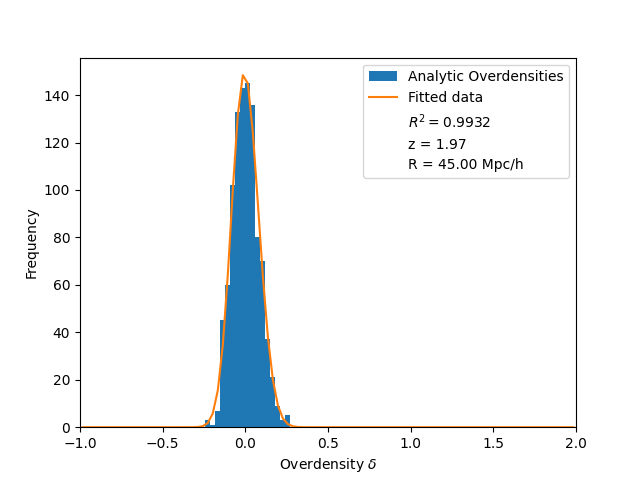 Analytic Overdensities
Fitted data
R² = 0.9932
z = 1.97
R = 45.00 Mpc/h
Frequency
140
120
100
80
60
40
20
0
−1.0 −0.5 0.0 0.5 1.0 1.5 2.0
Overdensity δ